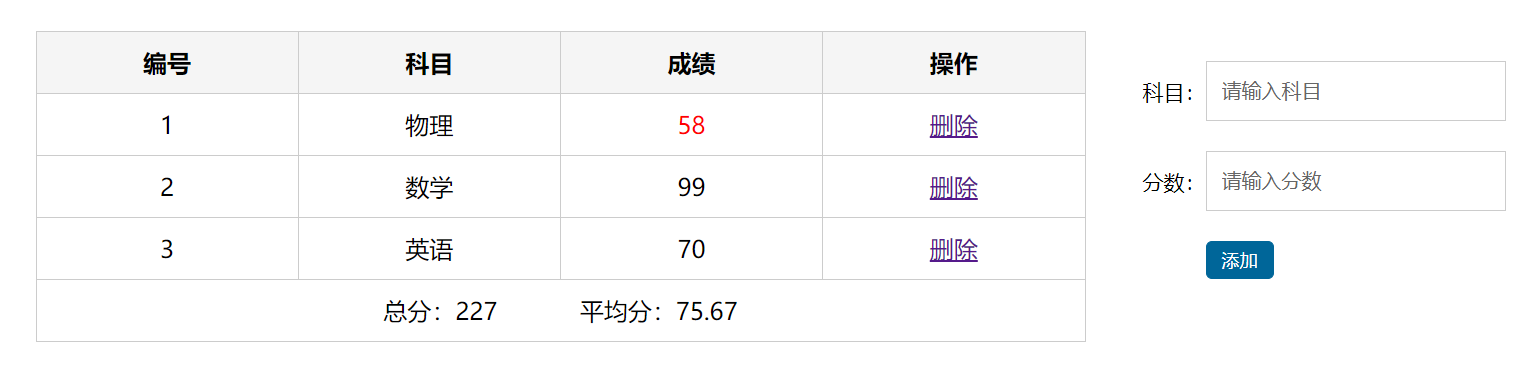 编号 科目 成绩 操作
1 物理 58 删除
2 数学 99 删除
3 英语 70 删除
总分：227 平均分：75.67
科目： 请输入科目
分数： 请输入分数
添加